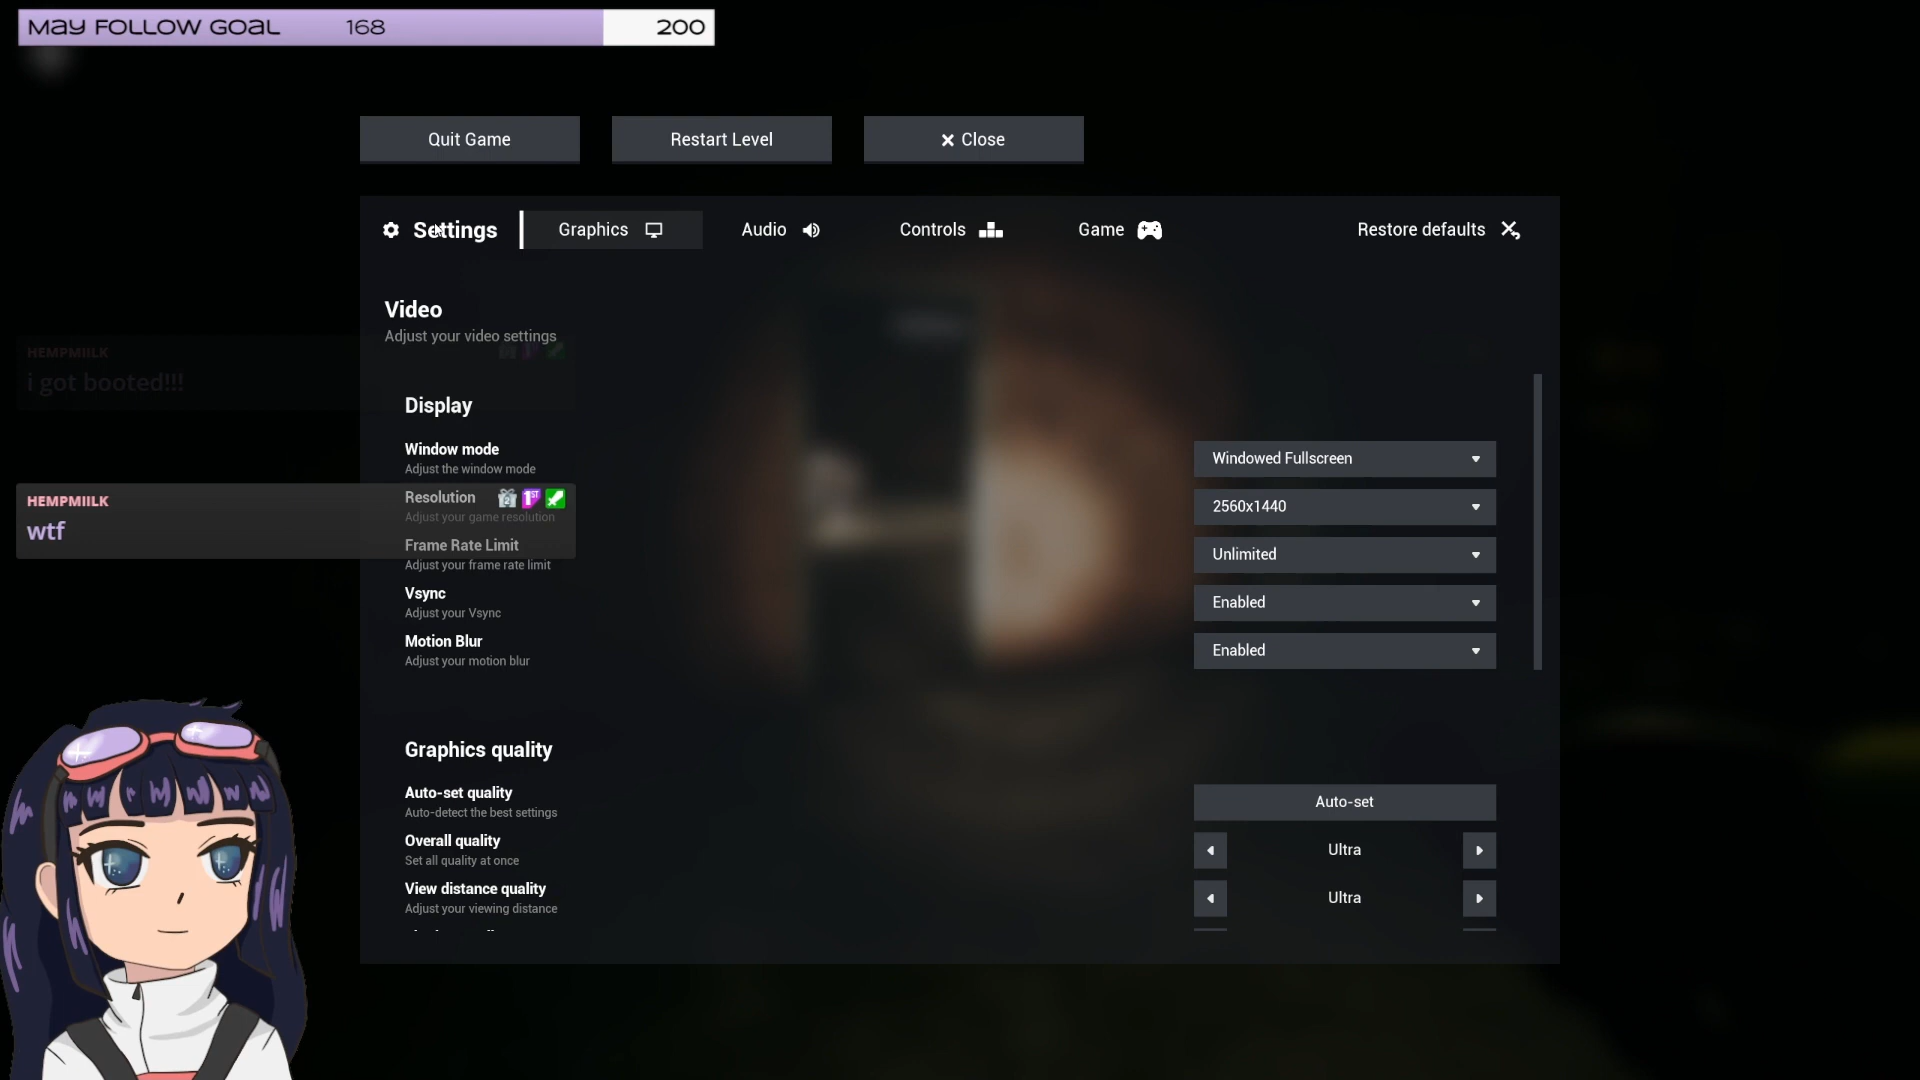 May Follow Goal 168 200
Quit Game
Restart Level
Close
Settings
Graphics
Audio
Controls
Game
Restore defaults
Video
Adjust your video settings
HEMPMIILK
i got booted!!!
Display
Window mode
Adjust the window mode
Windowed Fullscreen
HEMPMIILK
wtf
Resolution
Adjust your game resolution
2560x1440
Frame Rate Limit
Adjust your frame rate limit
Unlimited
Vsync
Adjust your Vsync
Enabled
Motion Blur
Adjust your motion blur
Enabled
Graphics quality
Auto-set quality
Auto-detect the best settings
Auto-set
Overall quality
Set all quality at once
Ultra
View distance quality
Adjust your viewing distance
Ultra